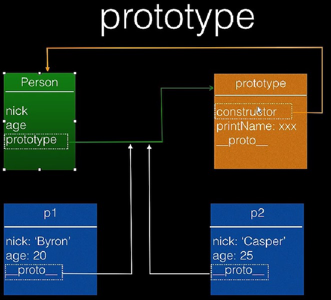 prototype
Person
nick
age
prototype
prototype
constructor
printName: xxx
__proto__
p1
nick: 'Byron'
age: 20
__proto__
p2
nick: 'Casper'
age: 25
__proto__